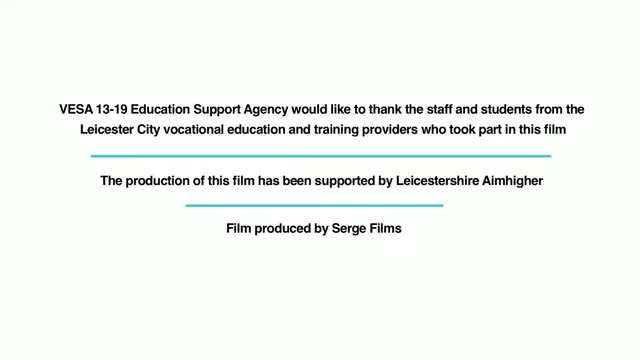 VESA 13-19 Education Support Agency would like to thank the staff and students from the
Leicester City vocational education and training providers who took part in this film
The production of this film has been supported by Leicestershire Aimhigher
Film produced by Serge Films